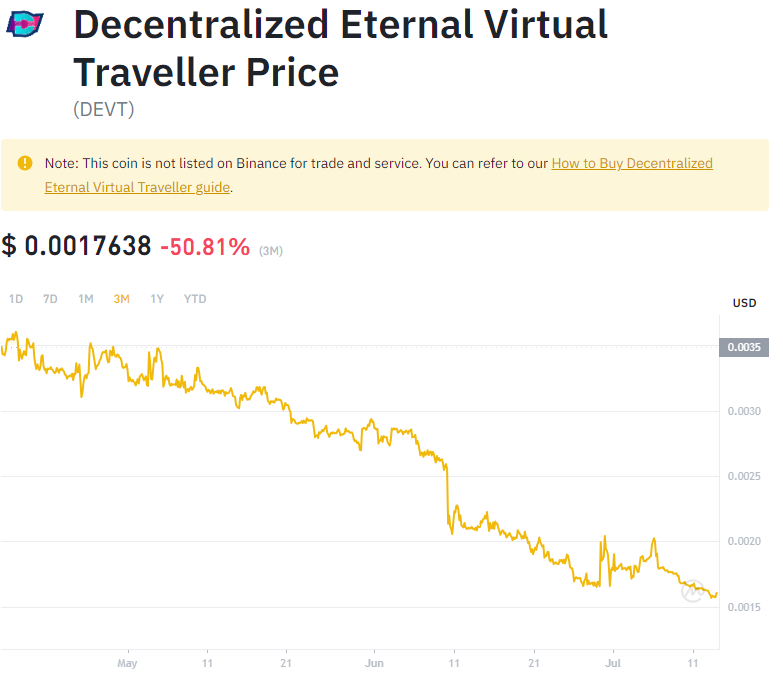 Decentralized Eternal Virtual
Traveller Price
(DEVT)
Note: This coin is not listed on Binance for trade and service. You can refer to our How to Buy Decentralized
Eternal Virtual Traveller guide.
$ 0.0017638 -50.81% (3M)
1D 7D 1M 3M 1Y YTD
USD
0.0035
0.0030
0.0025
0.0020
0.0015
May 11 21 Jun 11 21 Jul 11